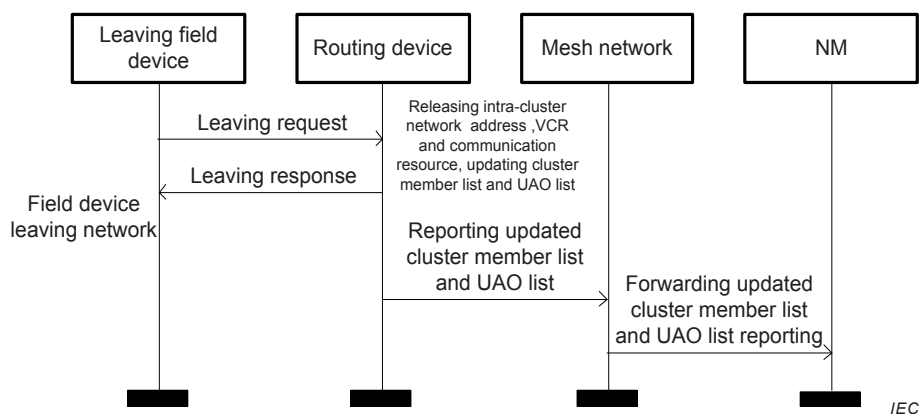 Leaving field
device
Routing device
Mesh network
NM
Leaving request
Releasing intra-cluster
network address ,VCR
and communication
resource, updating cluster
member list and UAO list
Leaving response
Field device
leaving network
Reporting updated
cluster member list
and UAO list
Forwarding updated
cluster member list
and UAO list reporting
IEC